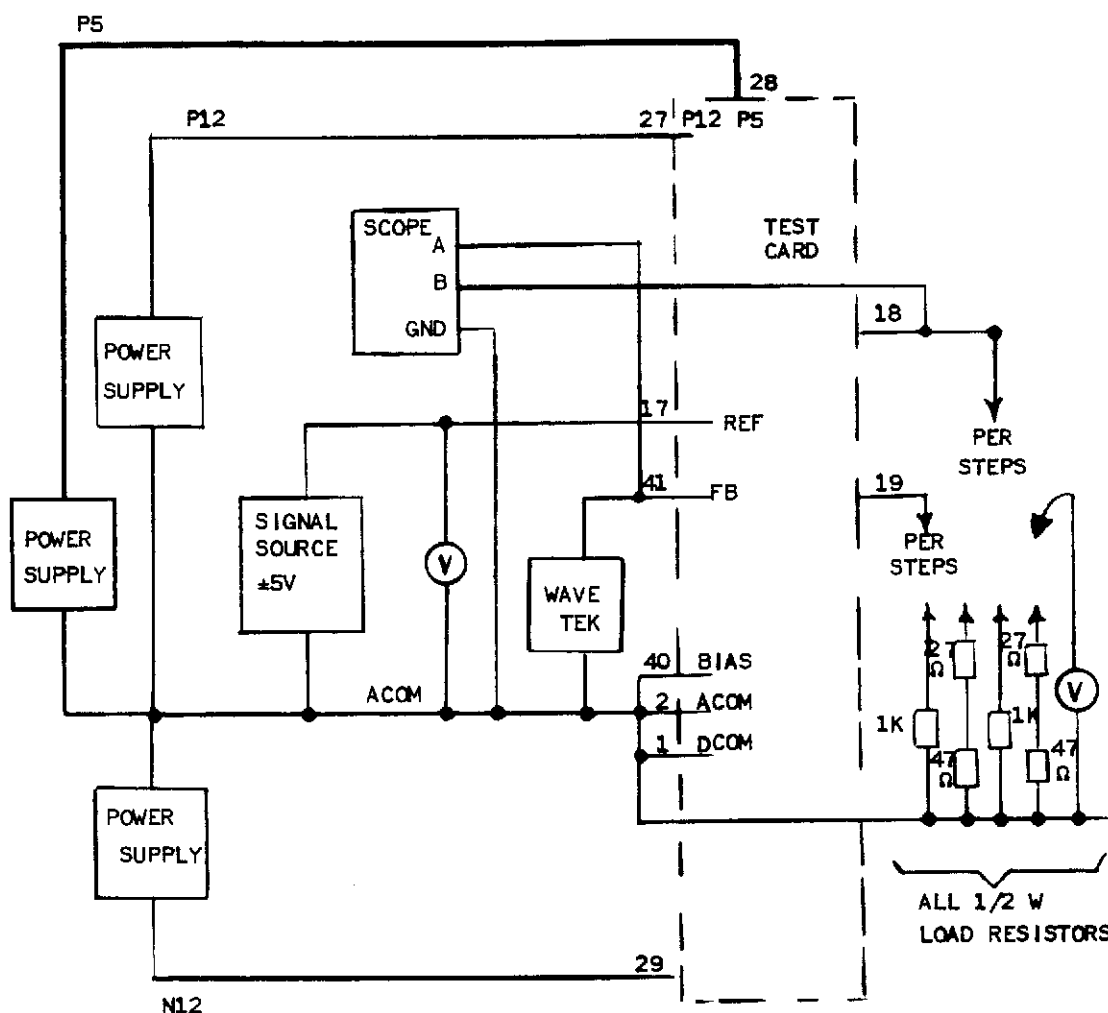 P5
28
P12
27 P12 P5
SCOPE
A
B
GND
TEST
CARD
18
POWER
SUPPLY
17
REF
PER
STEPS
41
FB
19
POWER
SUPPLY
SIGNAL
SOURCE
±5V
V
WAVE
TEK
PER
STEPS
40 BIAS
ACOM
2 ACOM
1 DCOM
27
Ω
27
Ω
V
1K
1K
47
Ω
47
Ω
POWER
SUPPLY
ALL 1/2 W
LOAD RESISTORS
29
N12